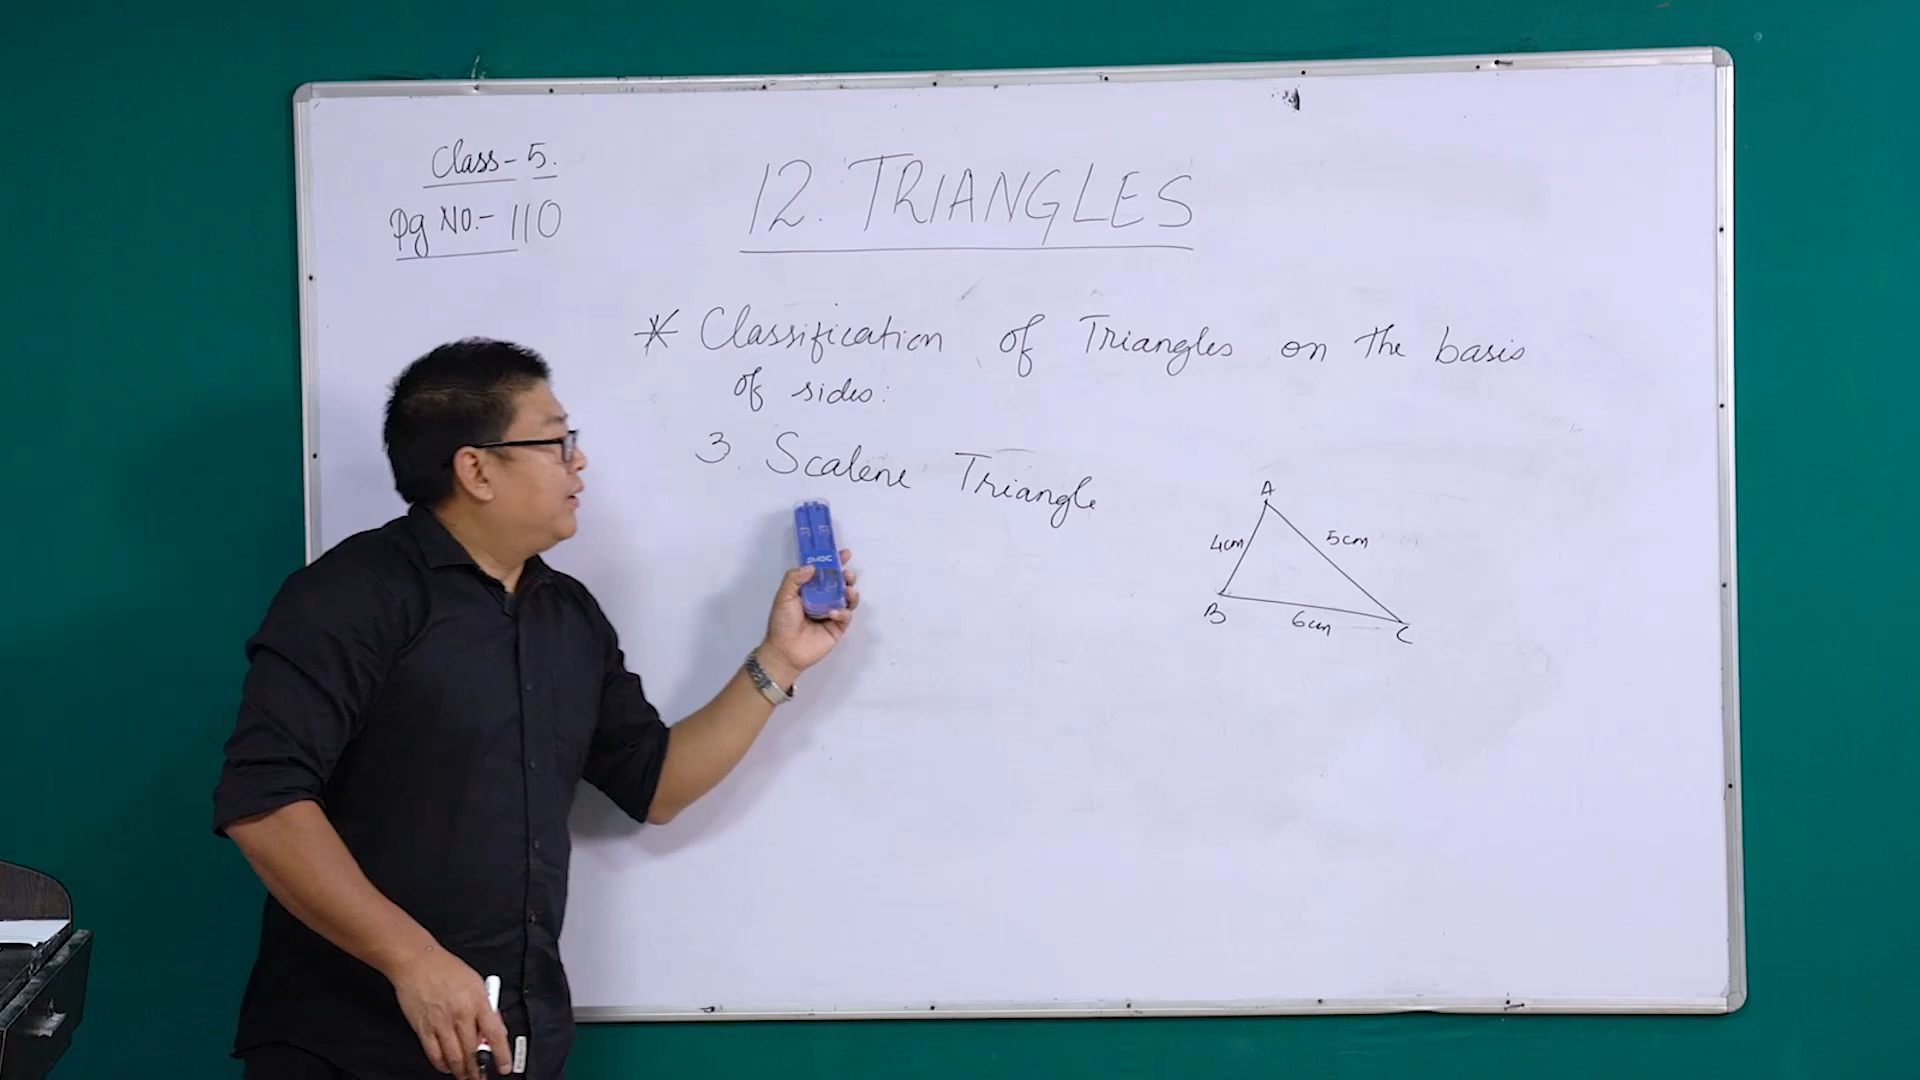 Class-5.
Pg No.- 110
12. TRIANGLES
* Classification of Triangles on the basis
of sides:
3. Scalene Triangle
A
4cm 5cm
B 6cm C